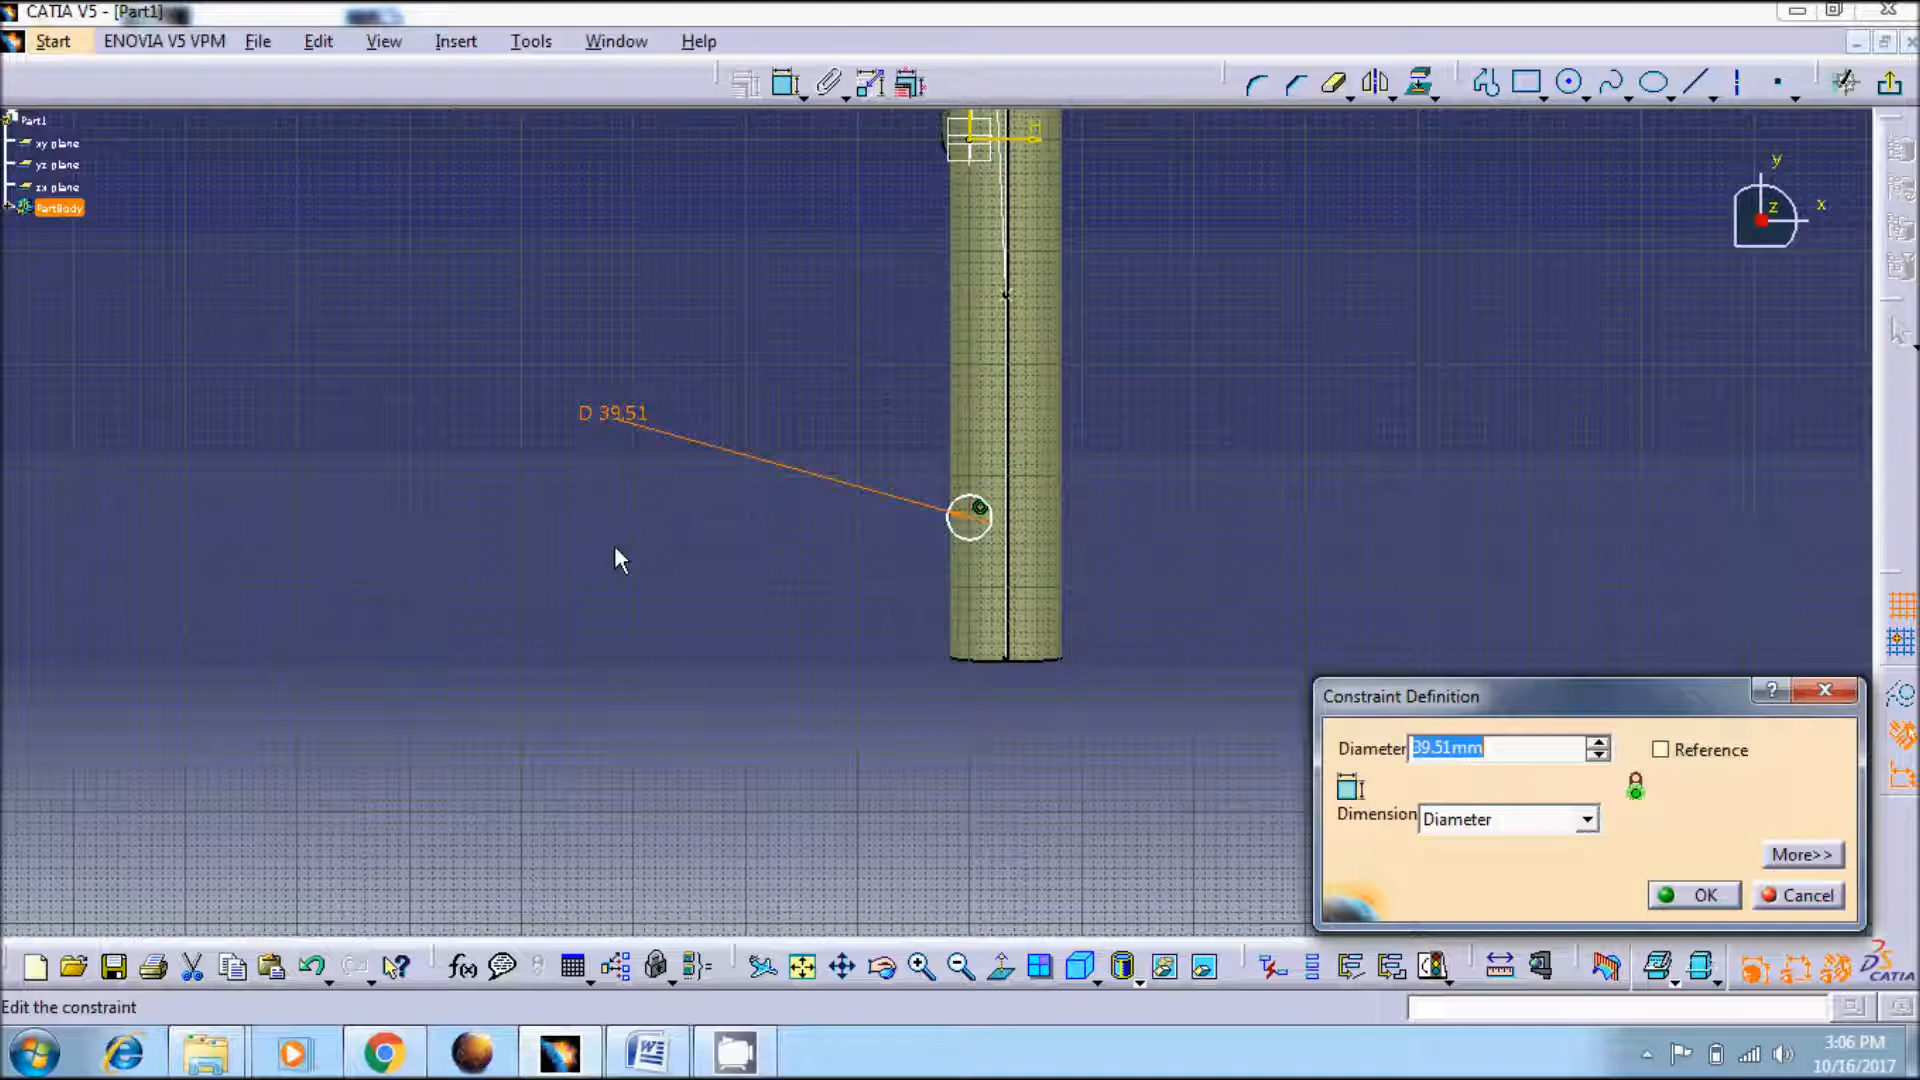 CATIA V5 - [Part1]
Start ENOVIA V5 VPM File Edit View Insert Tools Window Help
Part1
xy plane
yz plane
zx plane
PartBody
H
y
x
z
D 39.51
Constraint Definition
?
Diameter 39.51mm
Reference
Dimension Diameter
More>>
OK Cancel
f(x)
CATIA
Edit the constraint
3:06 PM
10/16/2017